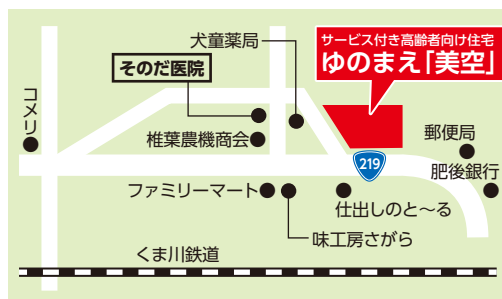 サービス付き高齢者向け住宅
ゆのまえ「美空」
犬童薬局
そのだ医院
コメリ
椎葉農機商会
郵便局
219
肥後銀行
ファミリーマート
仕出しのと〜る
味工房さがら
くま川鉄道